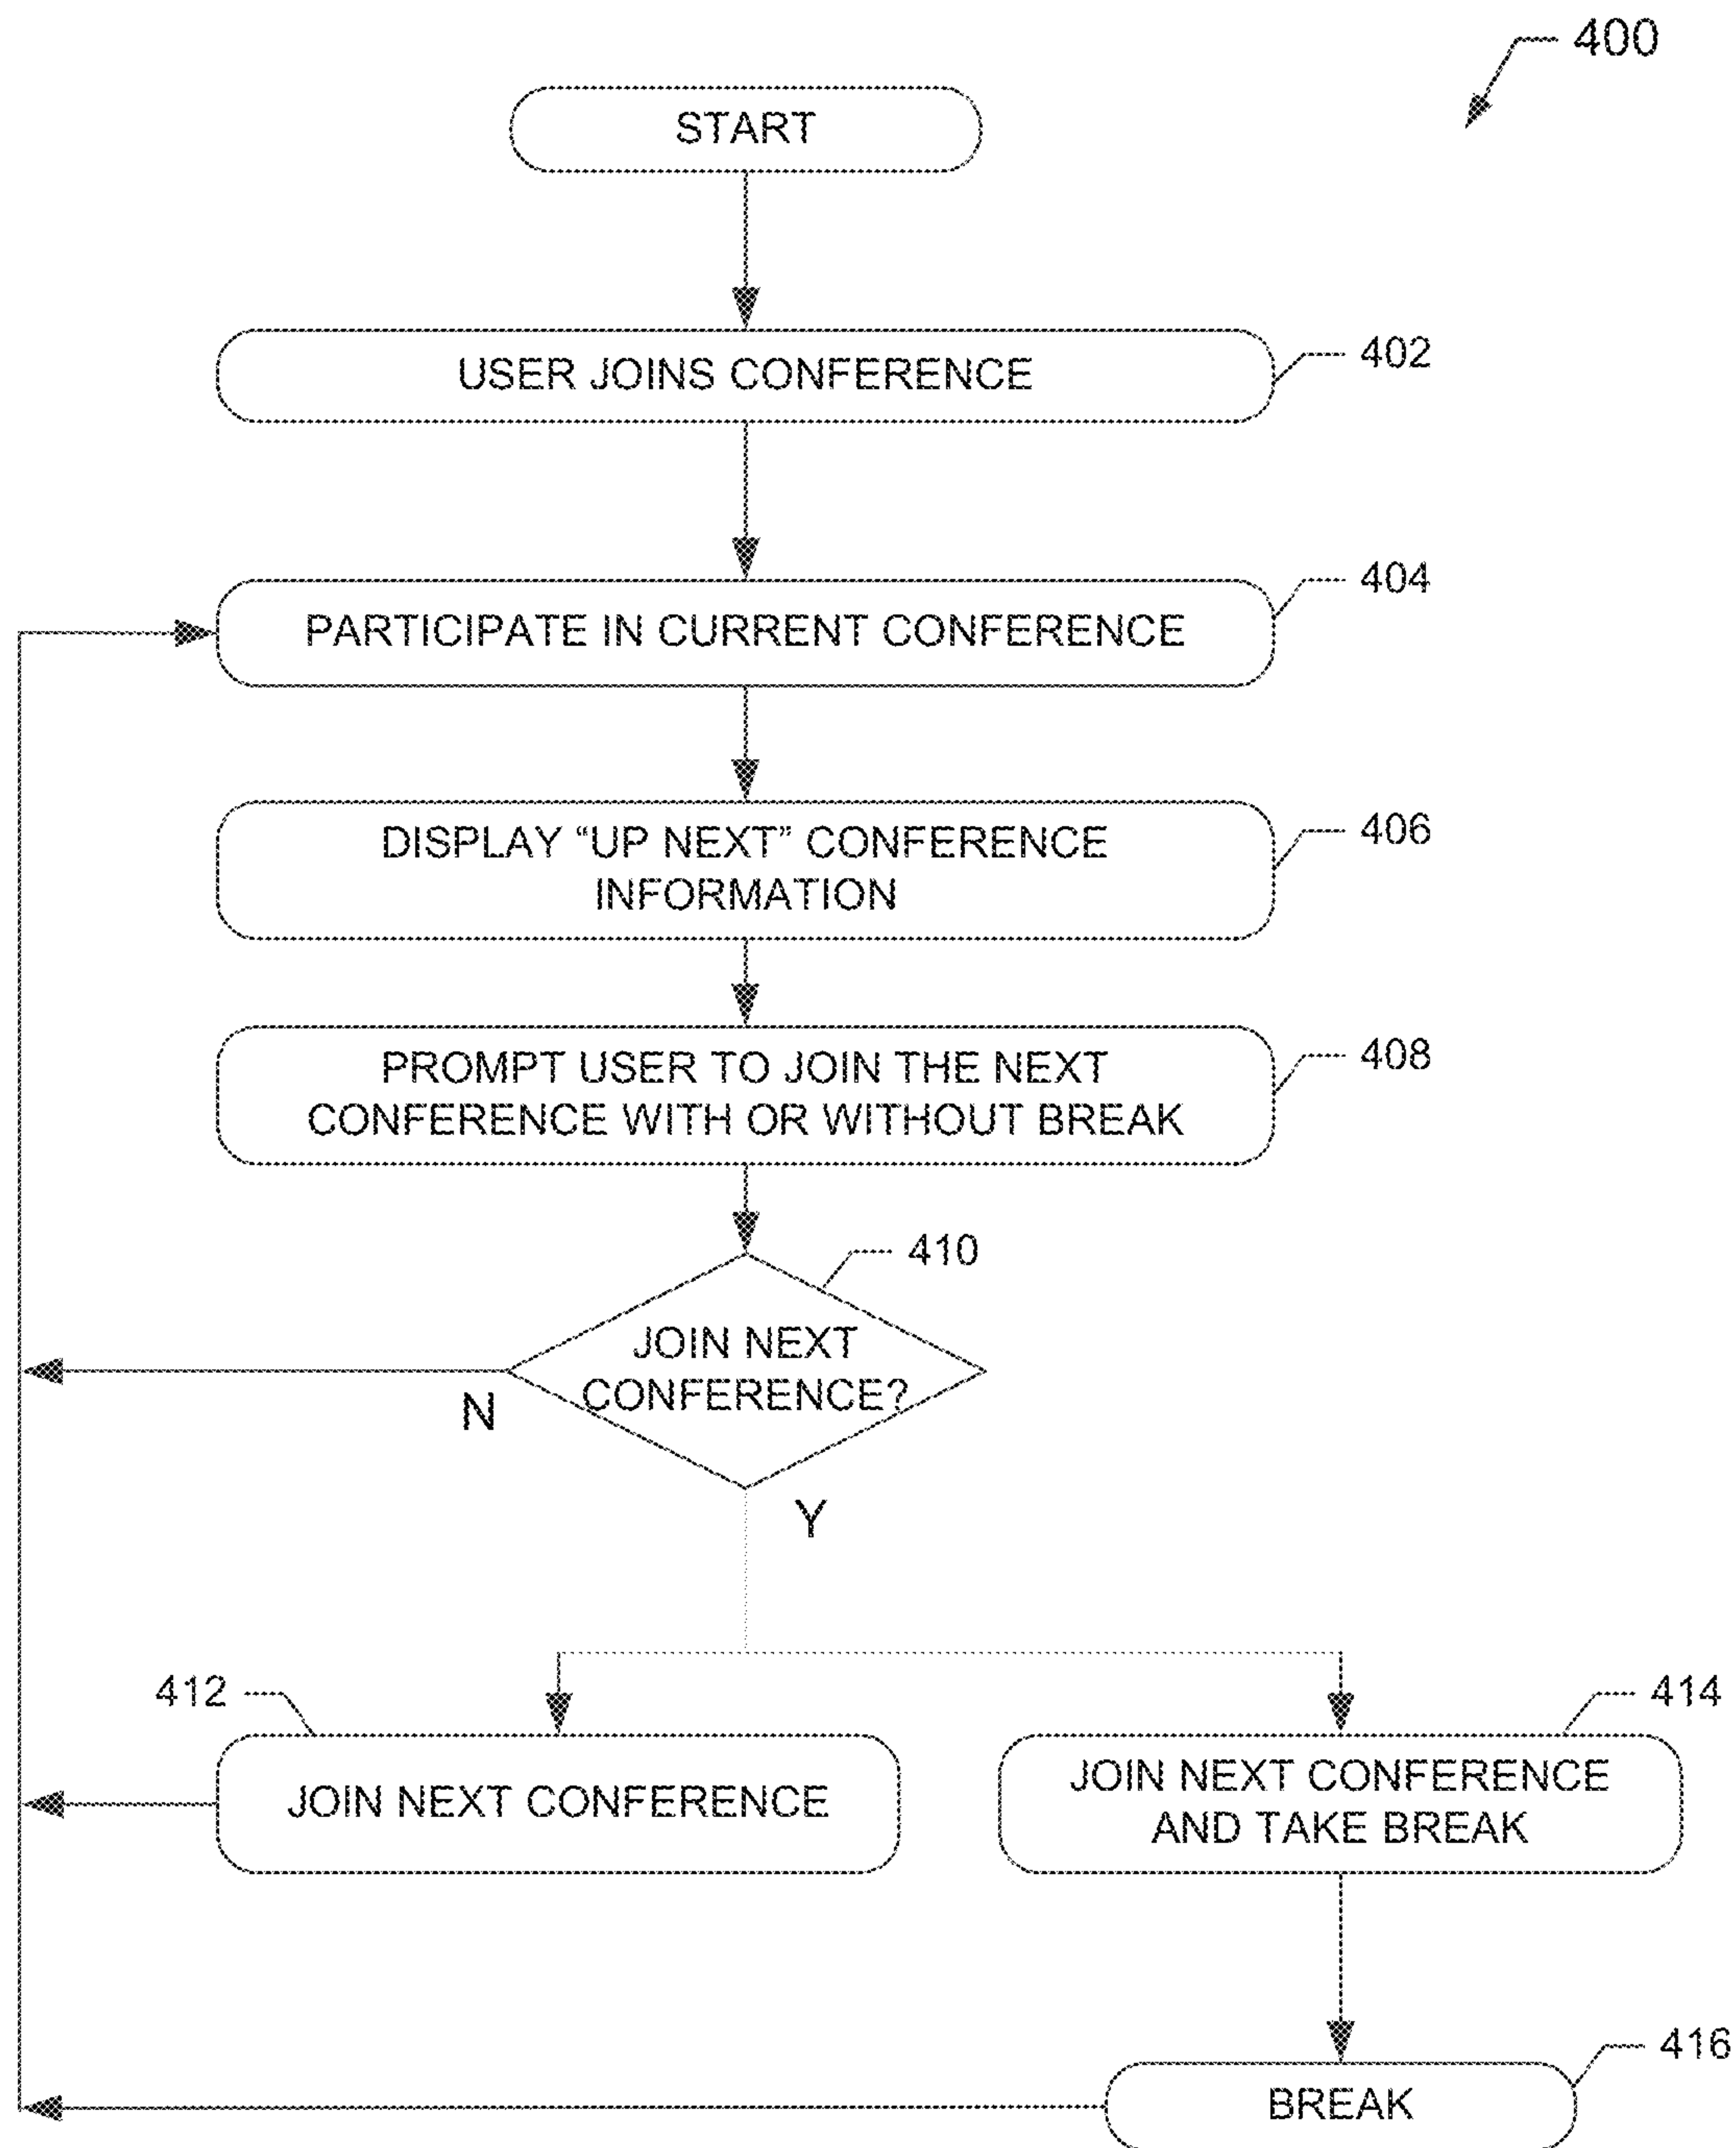 400
START
USER JOINS CONFERENCE
402
PARTICIPATE IN CURRENT CONFERENCE
404
DISPLAY “UP NEXT” CONFERENCE
INFORMATION
406
PROMPT USER TO JOIN THE NEXT
CONFERENCE WITH OR WITHOUT BREAK
408
410
JOIN NEXT
CONFERENCE?
N
Y
412
JOIN NEXT CONFERENCE
414
JOIN NEXT CONFERENCE
AND TAKE BREAK
416
BREAK